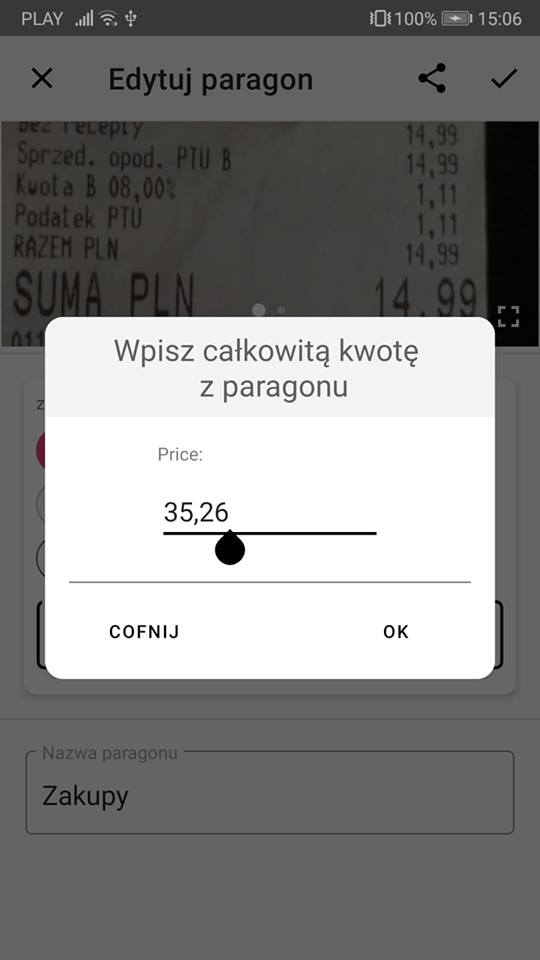 PLAY 100% 15:06
Edytuj paragon
Bez recepty 14,99
Sprzed. opod. PTU B 14,99
Kwota B 08,00% 1,11
Podatek PTU 1,11
RAZEM PLN 14,99
SUMA PLN 14,99
011
Wpisz całkowitą kwotę
z paragonu
Price:
35,26
COFNIJ OK
Nazwa paragonu
Zakupy